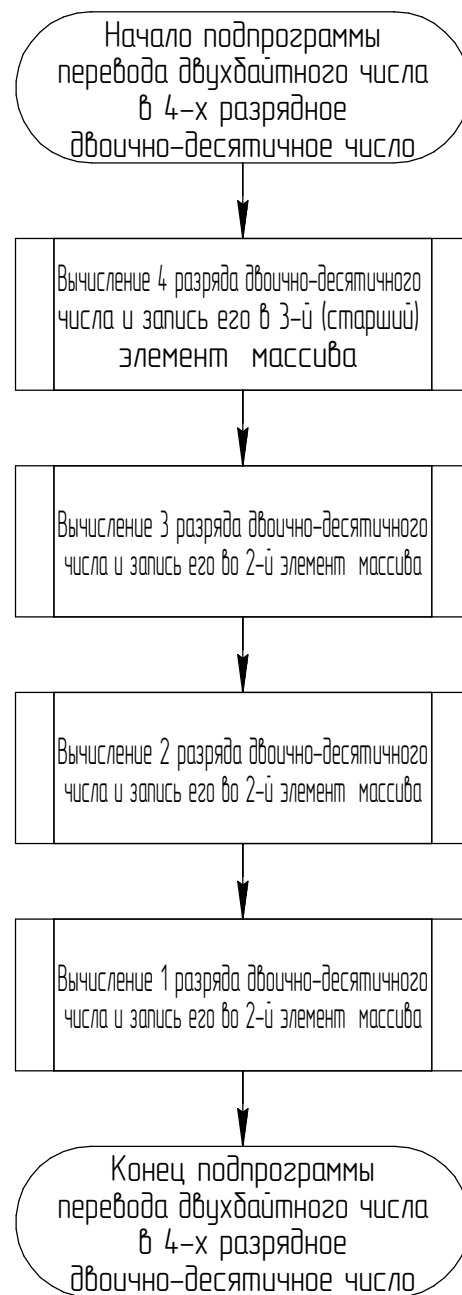 Начало подпрограммы
перевода двухбайтного числа
в 4-х разрядное
двоично-десятичное число
Вычисление 4 разряда двоично-десятичного
числа и запись его в 3-й (старший)
элемент массива
Вычисление 3 разряда двоично-десятичного
числа и запись его во 2-й элемент массива
Вычисление 2 разряда двоично-десятичного
числа и запись его во 2-й элемент массива
Вычисление 1 разряда двоично-десятичного
числа и запись его во 2-й элемент массива
Конец подпрограммы
перевода двухбайтного числа
в 4-х разрядное
двоично-десятичное число